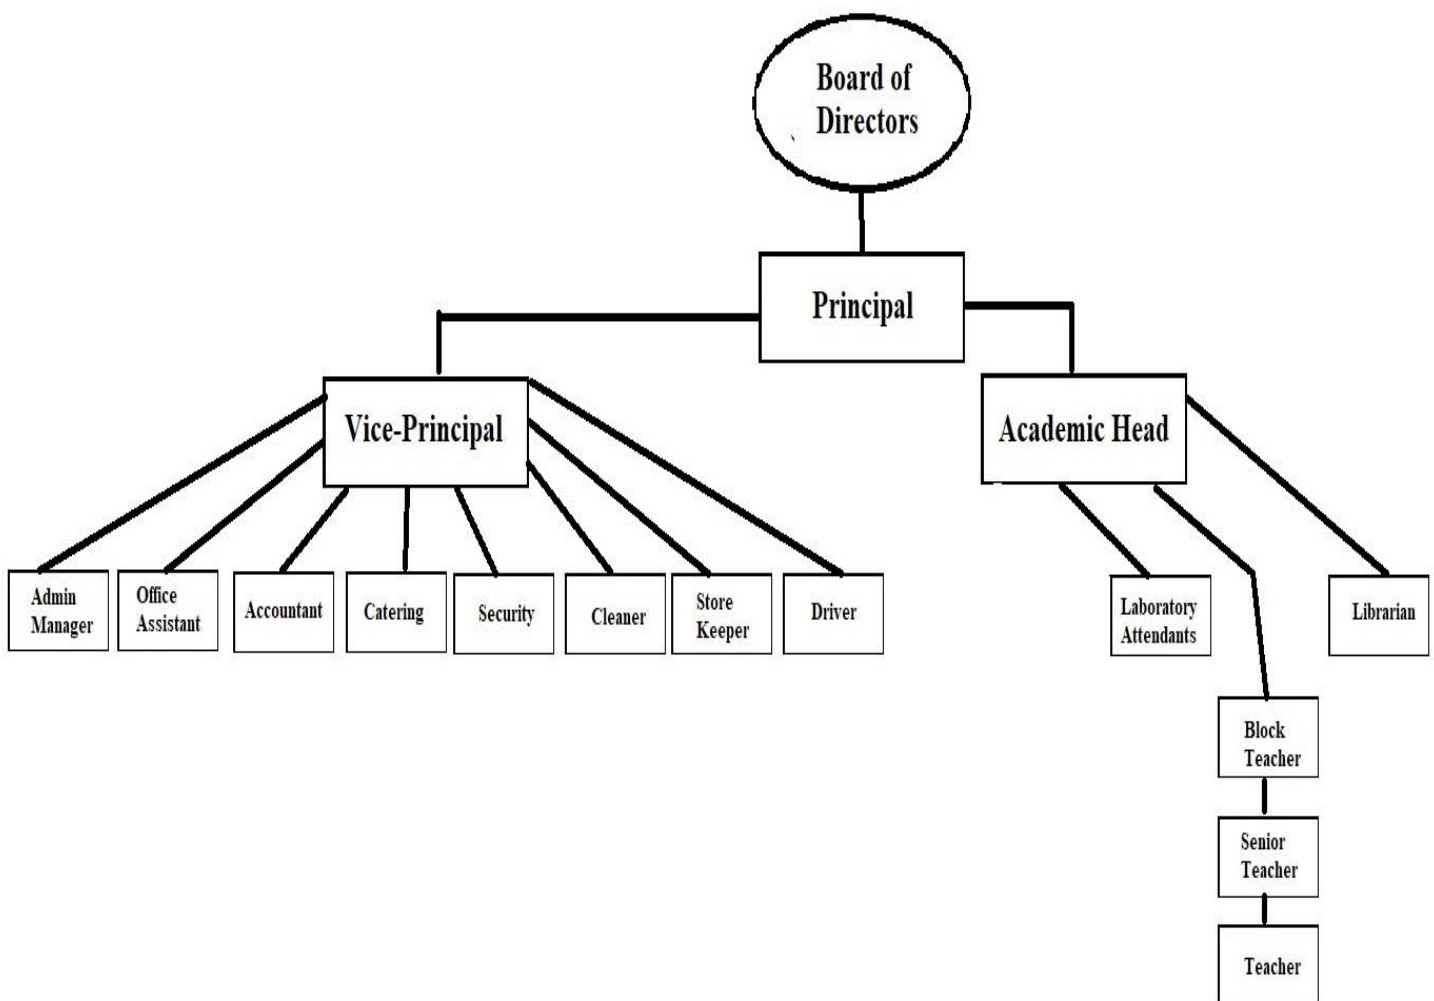 Board of
Directors
Principal
Vice-Principal
Academic Head
Admin
Manager
Office
Assistant
Accountant
Catering
Security
Cleaner
Store
Keeper
Driver
Laboratory
Attendants
Librarian
Block
Teacher
Senior
Teacher
Teacher